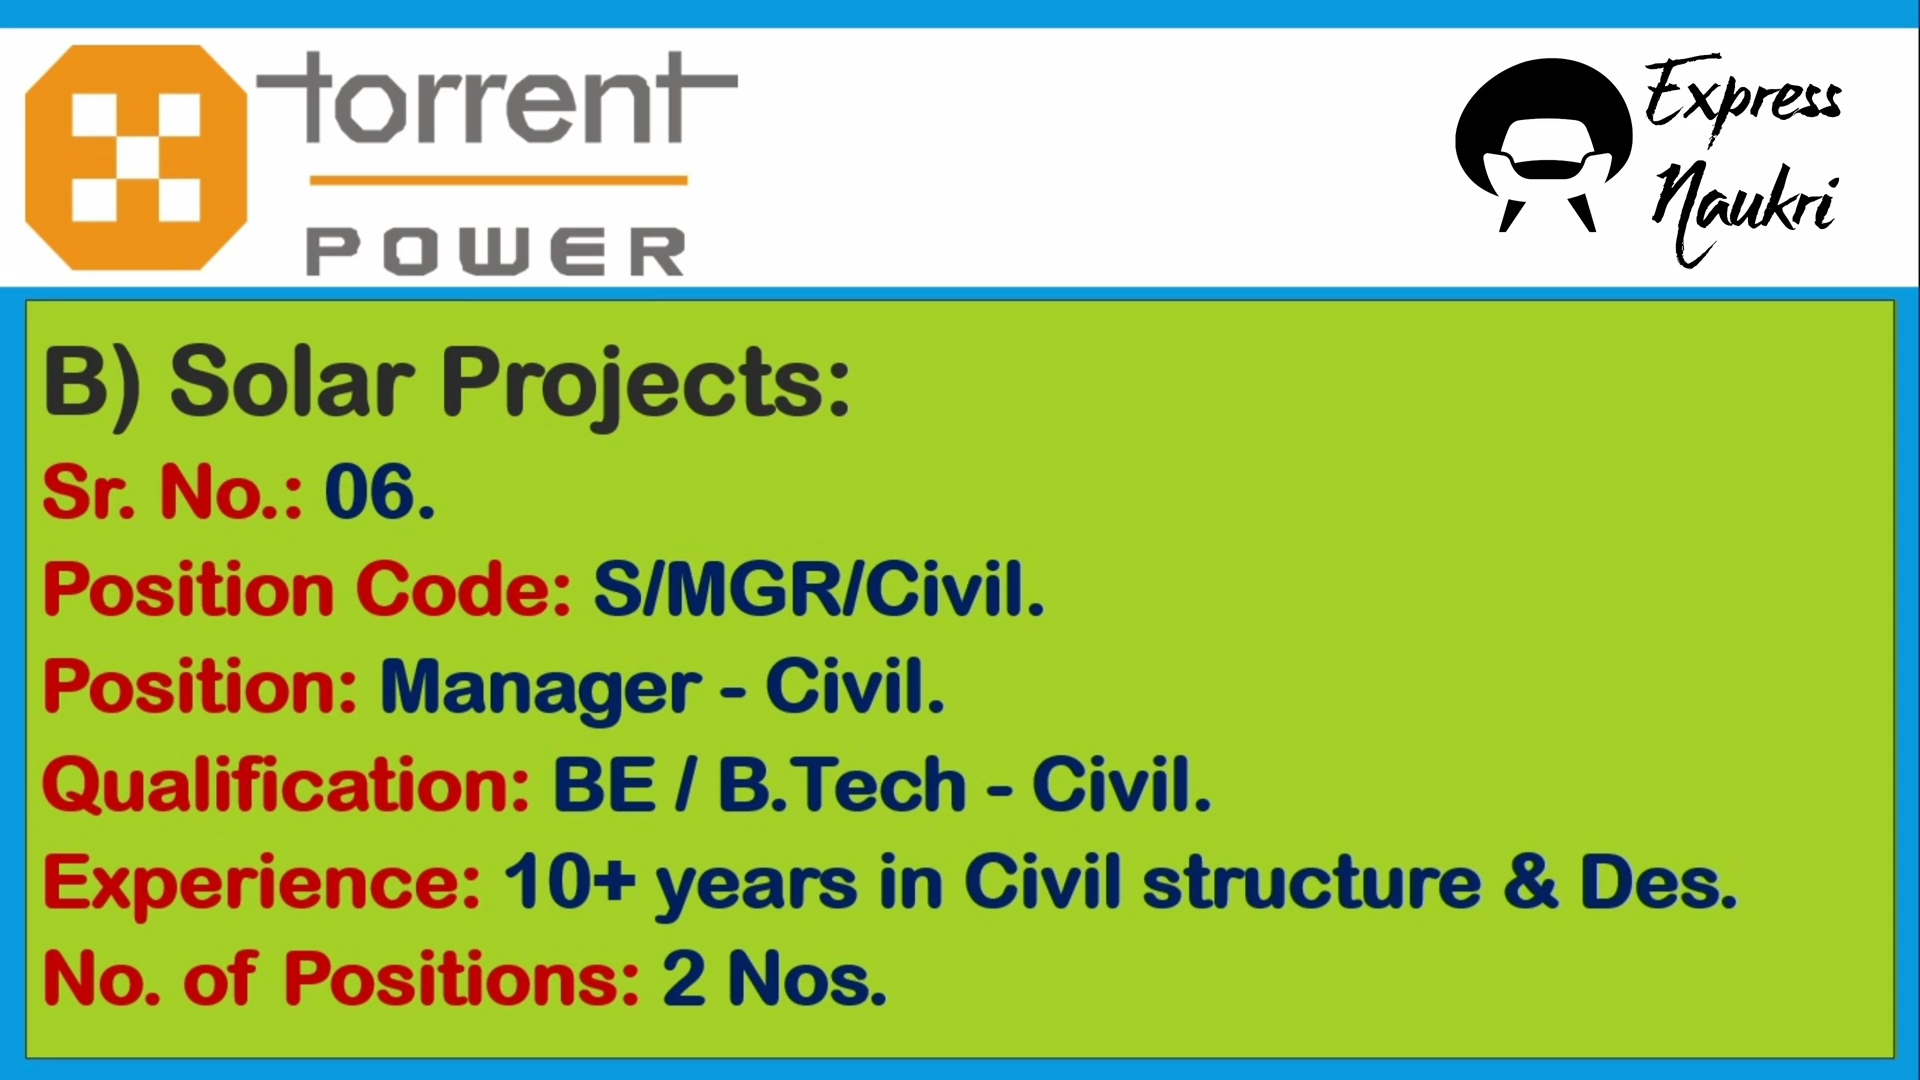 torrent
POWER
Express
Naukri
B) Solar Projects:
Sr. No.: 06.
Position Code: S/MGR/Civil.
Position: Manager - Civil.
Qualification: BE / B.Tech - Civil.
Experience: 10+ years in Civil structure & Des.
No. of Positions: 2 Nos.